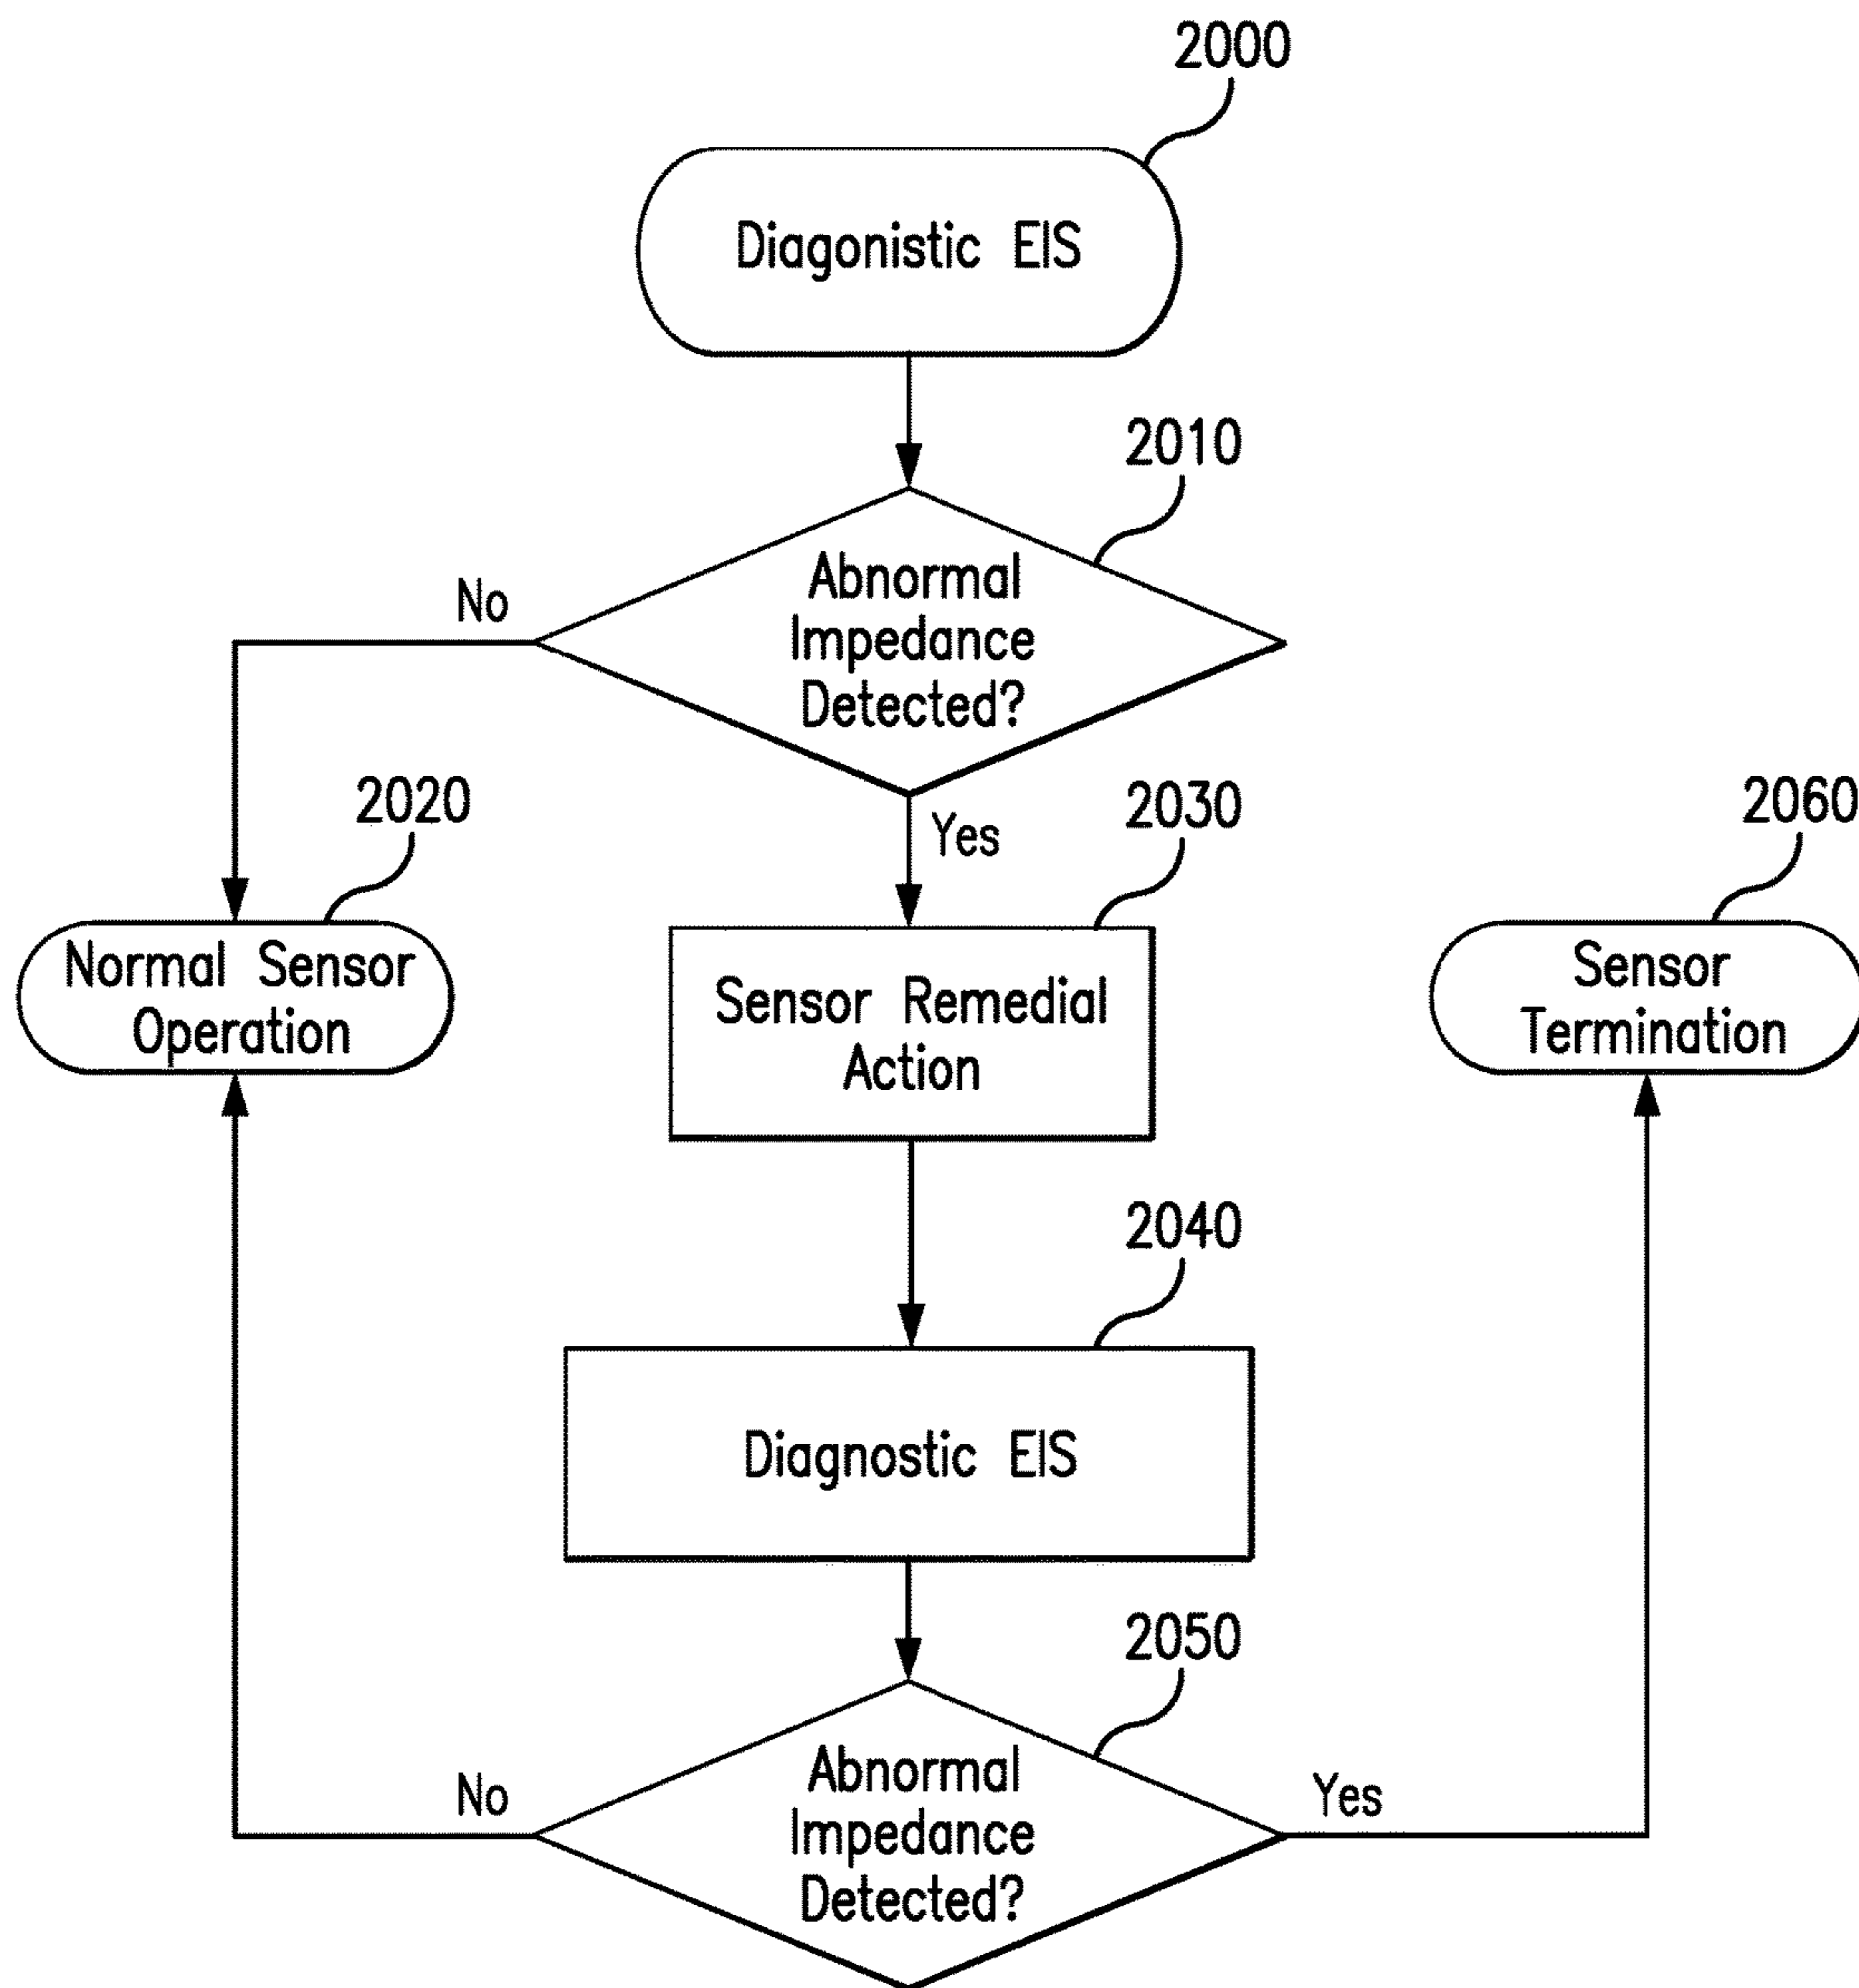 2000
Diagonistic EIS
2010
Abnormal
Impedance
Detected?
No
Yes
2020
Normal Sensor
Operation
2030
Sensor Remedial
Action
2060
Sensor
Termination
2040
Diagnostic EIS
2050
Abnormal
Impedance
Detected?
No
Yes